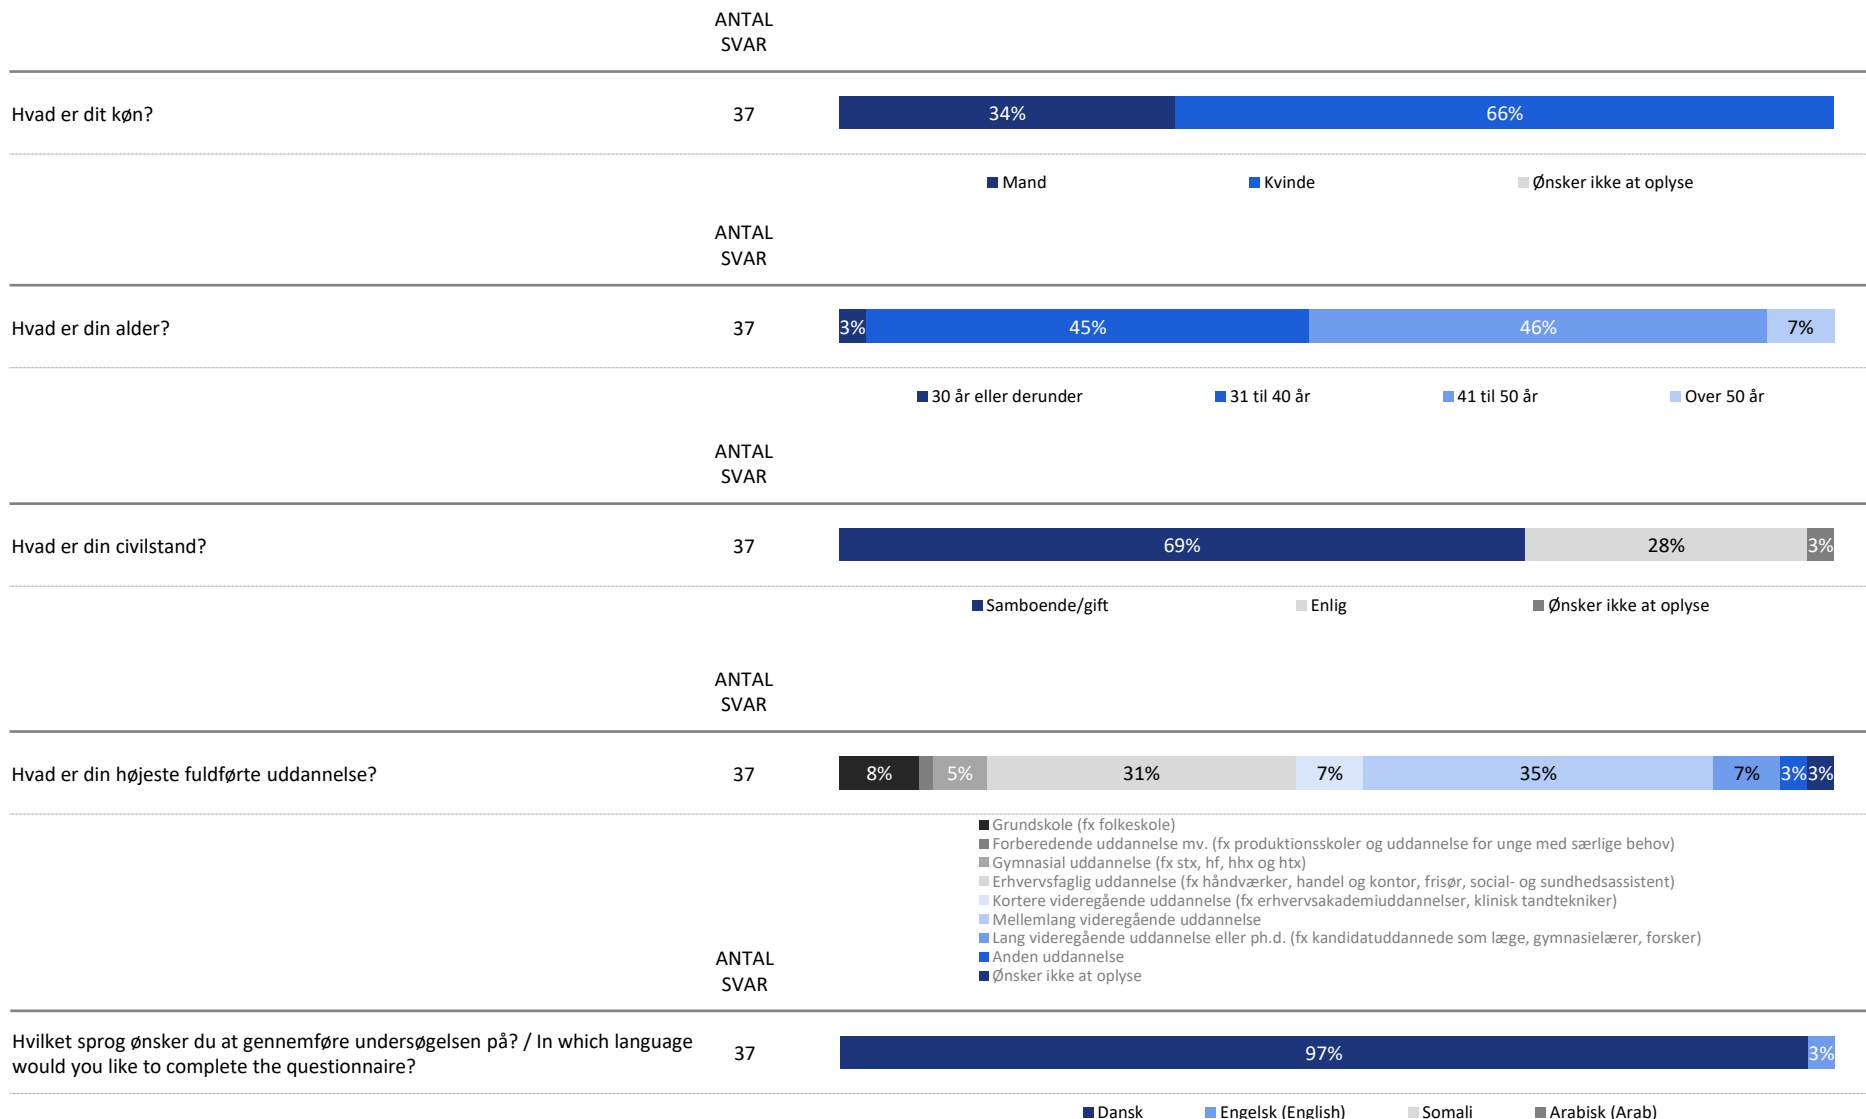 ANTAL
SVAR
Hvad er dit køn?
37
34%
66%
Mand
Kvinde
Ønsker ikke at oplyse
ANTAL
SVAR
Hvad er din alder?
37
3%
45%
46%
7%
30 år eller derunder
31 til 40 år
41 til 50 år
Over 50 år
ANTAL
SVAR
Hvad er din civilstand?
37
69%
28%
3%
Samboende/gift
Enlig
Ønsker ikke at oplyse
ANTAL
SVAR
Hvad er din højeste fuldførte uddannelse?
37
8%
5%
31%
7%
35%
7%
3%
3%
Grundskole (fx folkeskole)
Forberedende uddannelse mv. (fx produktionsskoler og uddannelse for unge med særlige behov)
Gymnasial uddannelse (fx stx, hf, hhx og htx)
Erhvervsfaglig uddannelse (fx håndværker, handel og kontor, frisør, social- og sundhedsassistent)
Kortere videregående uddannelse (fx erhvervsakademiuddannelser, klinisk tandtekniker)
Mellemlang videregående uddannelse
Lang videregående uddannelse eller ph.d. (fx kandidatuddannede som læge, gymnasielærer, forsker)
Anden uddannelse
Ønsker ikke at oplyse
ANTAL
SVAR
Hvilket sprog ønsker du at gennemføre undersøgelsen på? / In which language
would you like to complete the questionnaire?
37
97%
3%
Dansk
Engelsk (English)
Somali
Arabisk (Arab)